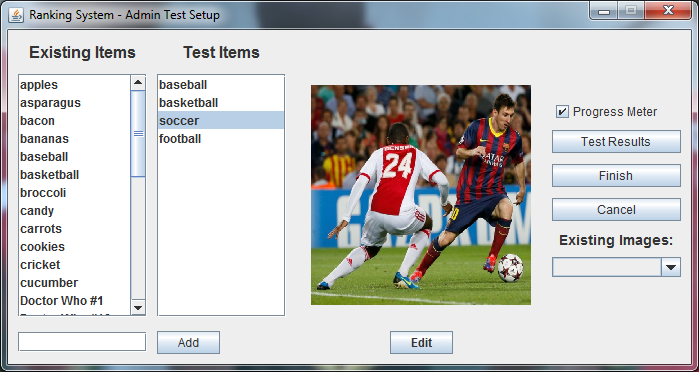 Ranking System - Admin Test Setup
Existing Items
Test Items
apples
asparagus
bacon
bananas
baseball
basketball
broccoli
candy
carrots
cookies
cricket
cucumber
Doctor Who #1
baseball
basketball
soccer
football
24
Qatar
Progress Meter
Test Results
Finish
Cancel
Existing Images:
Add
Edit